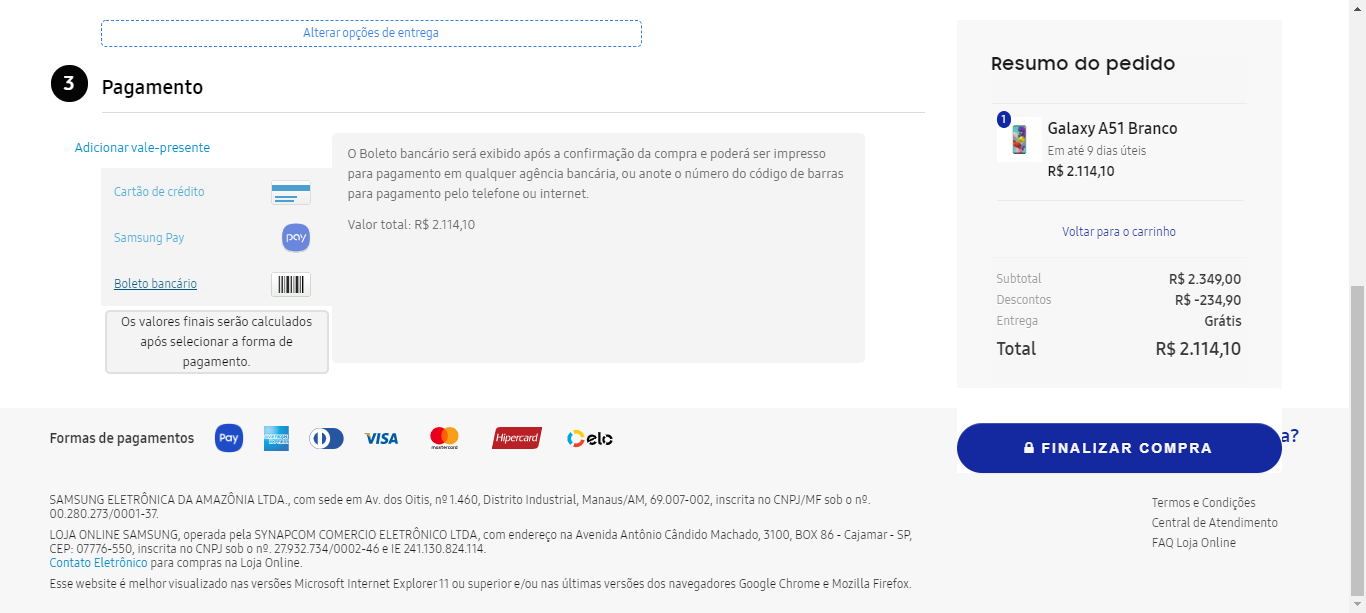 Alterar opções de entrega
3
Pagamento
Adicionar vale-presente
Cartão de crédito
Samsung Pay
pay
Boleto bancário
Os valores finais serão calculados
após selecionar a forma de
pagamento.
O Boleto bancário será exibido após a confirmação da compra e poderá ser impresso
para pagamento em qualquer agência bancária, ou anote o número do código de barras
para pagamento pelo telefone ou internet.
Valor total: R$ 2.114,10
Resumo do pedido
1
Galaxy A51 Branco
Em até 9 dias úteis
R$ 2.114,10
Voltar para o carrinho
Subtotal R$ 2.349,00
Descontos R$ -234,90
Entrega Grátis
Total R$ 2.114,10
Formas de pagamentos Pay VISA mastercard Hipercard elo
FINALIZAR COMPRA
a?
SAMSUNG ELETRÔNICA DA AMAZÔNIA LTDA., com sede em Av. dos Oitis, nº 1.460, Distrito Industrial, Manaus/AM, 69.007-002, inscrita no CNPJ/MF sob o nº.
00.280.273/0001-37.
LOJA ONLINE SAMSUNG, operada pela SYNAPCOM COMERCIO ELETRÔNICO LTDA, com endereço na Avenida Antônio Cândido Machado, 3100, BOX 86 - Cajamar - SP,
CEP: 07776-550, inscrita no CNPJ sob o nº. 27.932.734/0002-46 e IE 241.130.824.114.
Contato Eletrônico para compras na Loja Online.
Esse website é melhor visualizado nas versões Microsoft Internet Explorer 11 ou superior e/ou nas últimas versões dos navegadores Google Chrome e Mozilla Firefox.
Termos e Condições
Central de Atendimento
FAQ Loja Online